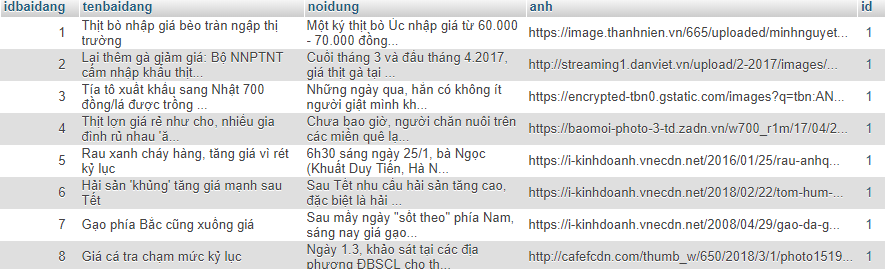 idbaidang tenbaidang noidung anh id
1 Thịt bò nhập giá bèo tràn ngập thị trường Một ký thịt bò Úc nhập giá từ 60.000 - 70.000 đồng... https://image.thanhnien.vn/665/uploaded/minhnguyet... 1
2 Lại thêm gà giảm giá: Bộ NNPTNT cấm nhập khẩu thịt... Cuối tháng 3 và đầu tháng 4.2017, giá thịt gà tại ... http://streaming1.danviet.vn/upload/2-2017/images/... 1
3 Tía tô xuất khẩu sang Nhật 700 đồng/lá được trồng ... Những ngày qua, hẳn có không ít người giật mình kh... https://encrypted-tbn0.gstatic.com/images?q=tbn:AN... 1
4 Thịt lợn giá rẻ như cho, nhiều gia đình rủ nhau 'ă... Chưa bao giờ, người chăn nuôi trên các miền quê lạ... https://baomoi-photo-3-td.zadn.vn/w700_r1m/17/04/2... 1
5 Rau xanh cháy hàng, tăng giá vì rét kỷ lục 6h30 sáng ngày 25/1, bà Ngọc (Khuất Duy Tiến, Hà N... https://i-kinhdoanh.vnecdn.net/2016/01/25/rau-anhq... 1
6 Hải sản 'khủng' tăng giá mạnh sau Tết Sau Tết nhu cầu hải sản tăng cao, đặc biệt là hải ... https://i-kinhdoanh.vnecdn.net/2018/02/22/tom-hum-... 1
7 Gạo phía Bắc cũng xuống giá Sau mấy ngày "sốt theo" phía Nam, sáng nay giá gạo... https://i-kinhdoanh.vnecdn.net/2008/04/29/gao-da-g... 1
8 Giá cá tra chạm mức kỷ lục Ngày 1.3, khảo sát tại các địa phương ĐBSCL cho th... http://cafefcdn.com/thumb_w/650/2018/3/1/photo1519... 1